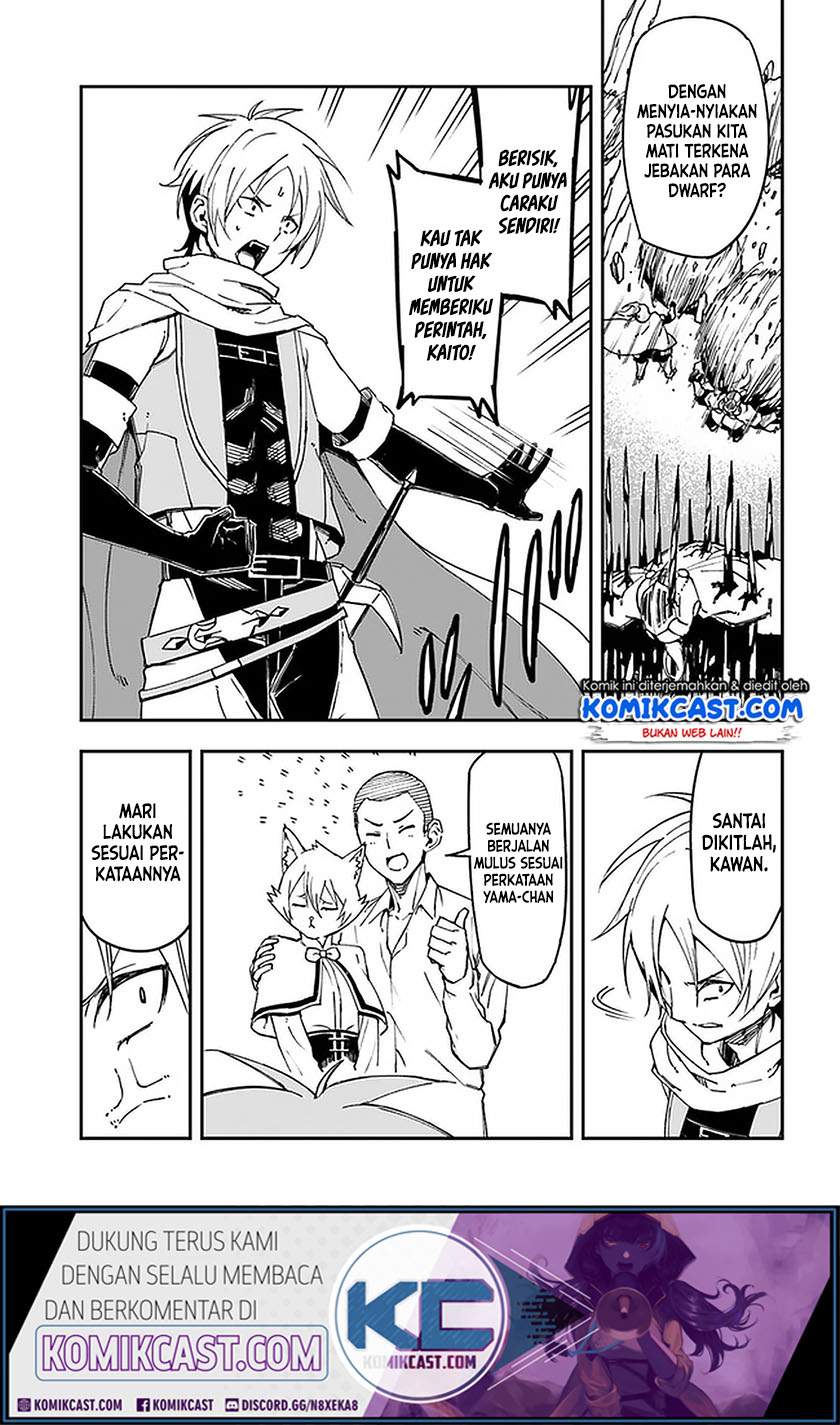 DENGAN
MENYIA-NYIAKAN
PASUKAN KITA
MATI TERKENA
JEBAKAN PARA
DWARF?
BERISIK,
AKU PUNYA
CARAKU
SENDIRI!
KAU TAK
PUNYA HAK
UNTUK
MEMBERIKU
PERINTAH,
KAITO!
Komik ini diterjemahkan & diedit oleh
KOMIKCAST.COM
BUKAN WEB LAIN!!
SANTAI
DIKITLAH,
KAWAN.
SEMUANYA
BERJALAN
MULUS SESUAI
PERKATAAN
YAMA-CHAN
MARI
LAKUKAN
SESUAI PER-
KATAANNYA
DUKUNG TERUS KAMI
DENGAN SELALU MEMBACA
DAN BERKOMENTAR DI
KOMIKCAST.COM
KC
KOMIKCAST.COM
KOMIKCAST.COM KOMIKCAST DISCORD.GG/N8XEKA8